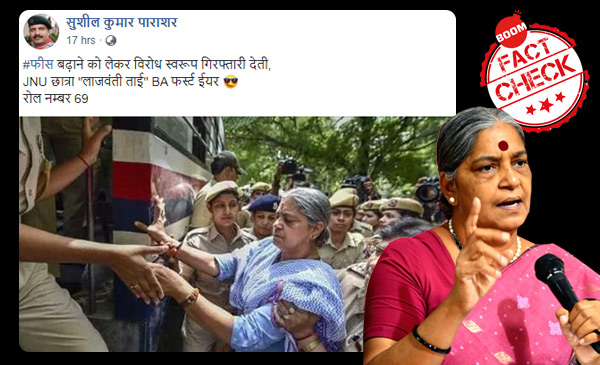 सुशील कुमार पाराशर
17 hrs ·
#फीस बढ़ाने को लेकर विरोध स्वरूप गिरफ्तारी देती,
JNU छात्रा "लाजवंती ताई" BA फर्स्ट ईयर 😎
रोल नम्बर 69
BOOM
FACT
CHECK